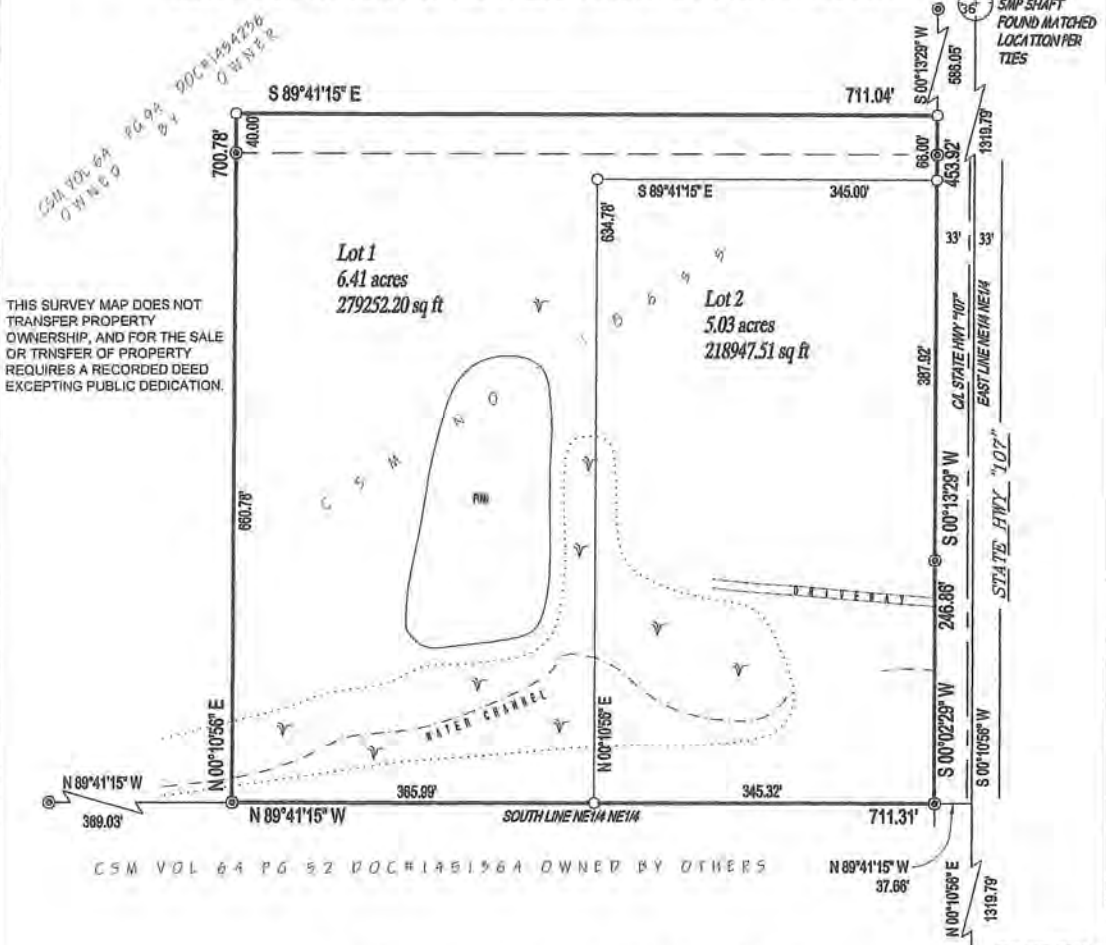 36
SMP SHAFT
FOUND MATCHED
LOCATION PER
TIES
S 00°13'29" W
586.05'
1319.79'
CSM VOL 64 PG 94 DOC#1454236
OWNED BY OWNER
S 89°41'15" E
711.04'
700.78'
40.00'
66.00'
453.92'
S 89°41'15" E
345.00'
634.78'
33'
33'
Lot 1
6.41 acres
279252.20 sq ft
Lot 2
5.03 acres
218947.51 sq ft
THIS SURVEY MAP DOES NOT
TRANSFER PROPERTY
OWNERSHIP, AND FOR THE SALE
OR TRNSFER OF PROPERTY
REQUIRES A RECORDED DEED
EXCEPTING PUBLIC DEDICATION.
387.92'
C/L STATE HWY "107"
EAST LINE NE1/4 NE1/4
CSM NO
660.78'
S 00°13'29" W
STATE HWY "107"
DRIVEWAY
246.86'
WATER CHANNEL
N 00°10'56" E
N 00°10'56" E
S 00°02'29" W
S 00°10'56" W
N 89°41'15" W
369.03'
365.99'
345.32'
N 89°41'15" W
SOUTH LINE NE1/4 NE1/4
711.31'
CSM VOL 64 PG 52 DOC#1451564 OWNED BY OTHERS
N 89°41'15" W
37.66'
N 00°10'56" E
1319.79'